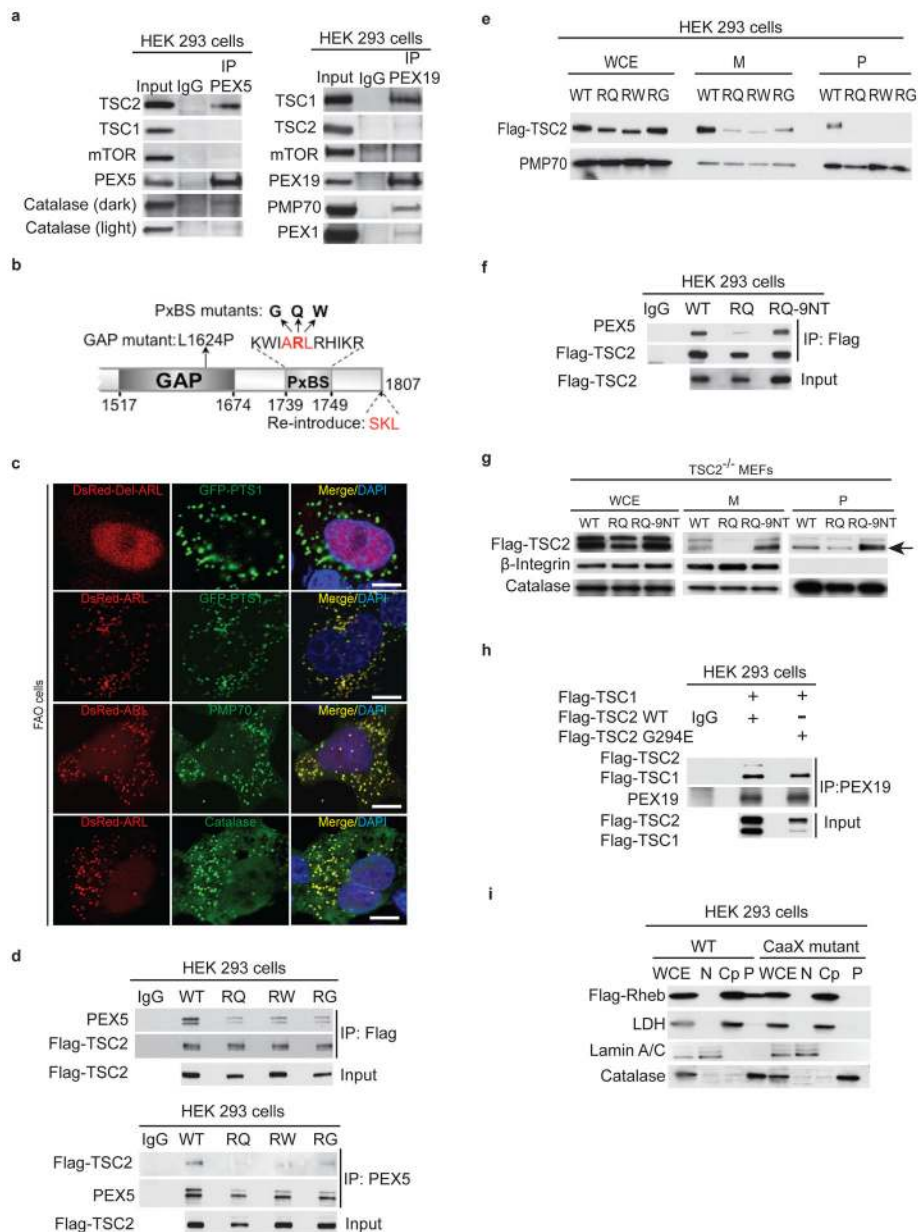 a
HEK 293 cells
Input IgG IP PEX5
TSC2
TSC1
mTOR
PEX5
Catalase (dark)
Catalase (light)
HEK 293 cells
Input IgG IP PEX19
TSC1
TSC2
mTOR
PEX19
PMP70
PEX1
b
PxBS mutants: G Q W
GAP mutant: L1624P
KWIARLRHIKR
GAP
PxBS
1807
1517
1674
1739
1749
Re-introduce: SKL
c
FAO cells
DsRed-Del-ARL
GFP-PTS1
Merge/DAPI
DsRed-ARL
GFP-PTS1
Merge/DAPI
DsRed-ARL
PMP70
Merge/DAPI
DsRed-ARL
Catalase
Merge/DAPI
d
HEK 293 cells
IgG WT RQ RW RG
PEX5
Flag-TSC2
IP: Flag
Flag-TSC2
Input
HEK 293 cells
IgG WT RQ RW RG
Flag-TSC2
PEX5
IP: PEX5
Flag-TSC2
Input
e
HEK 293 cells
WCE M P
WT RQ RW RG WT RQ RW RG WT RQ RW RG
Flag-TSC2
PMP70
f
HEK 293 cells
IgG WT RQ RQ-9NT
PEX5
Flag-TSC2
IP: Flag
Flag-TSC2
Input
g
TSC2-/- MEFs
WCE M P
WT RQ RQ-9NT WT RQ RQ-9NT WT RQ RQ-9NT
Flag-TSC2
β-Integrin
Catalase
h
HEK 293 cells
Flag-TSC1 + +
Flag-TSC2 WT IgG + -
Flag-TSC2 G294E +
Flag-TSC2
Flag-TSC1
PEX19
IP:PEX19
Flag-TSC2
Flag-TSC1
Input
i
HEK 293 cells
WT CaaX mutant
WCE N Cp P WCE N Cp P
Flag-Rheb
LDH
Lamin A/C
Catalase